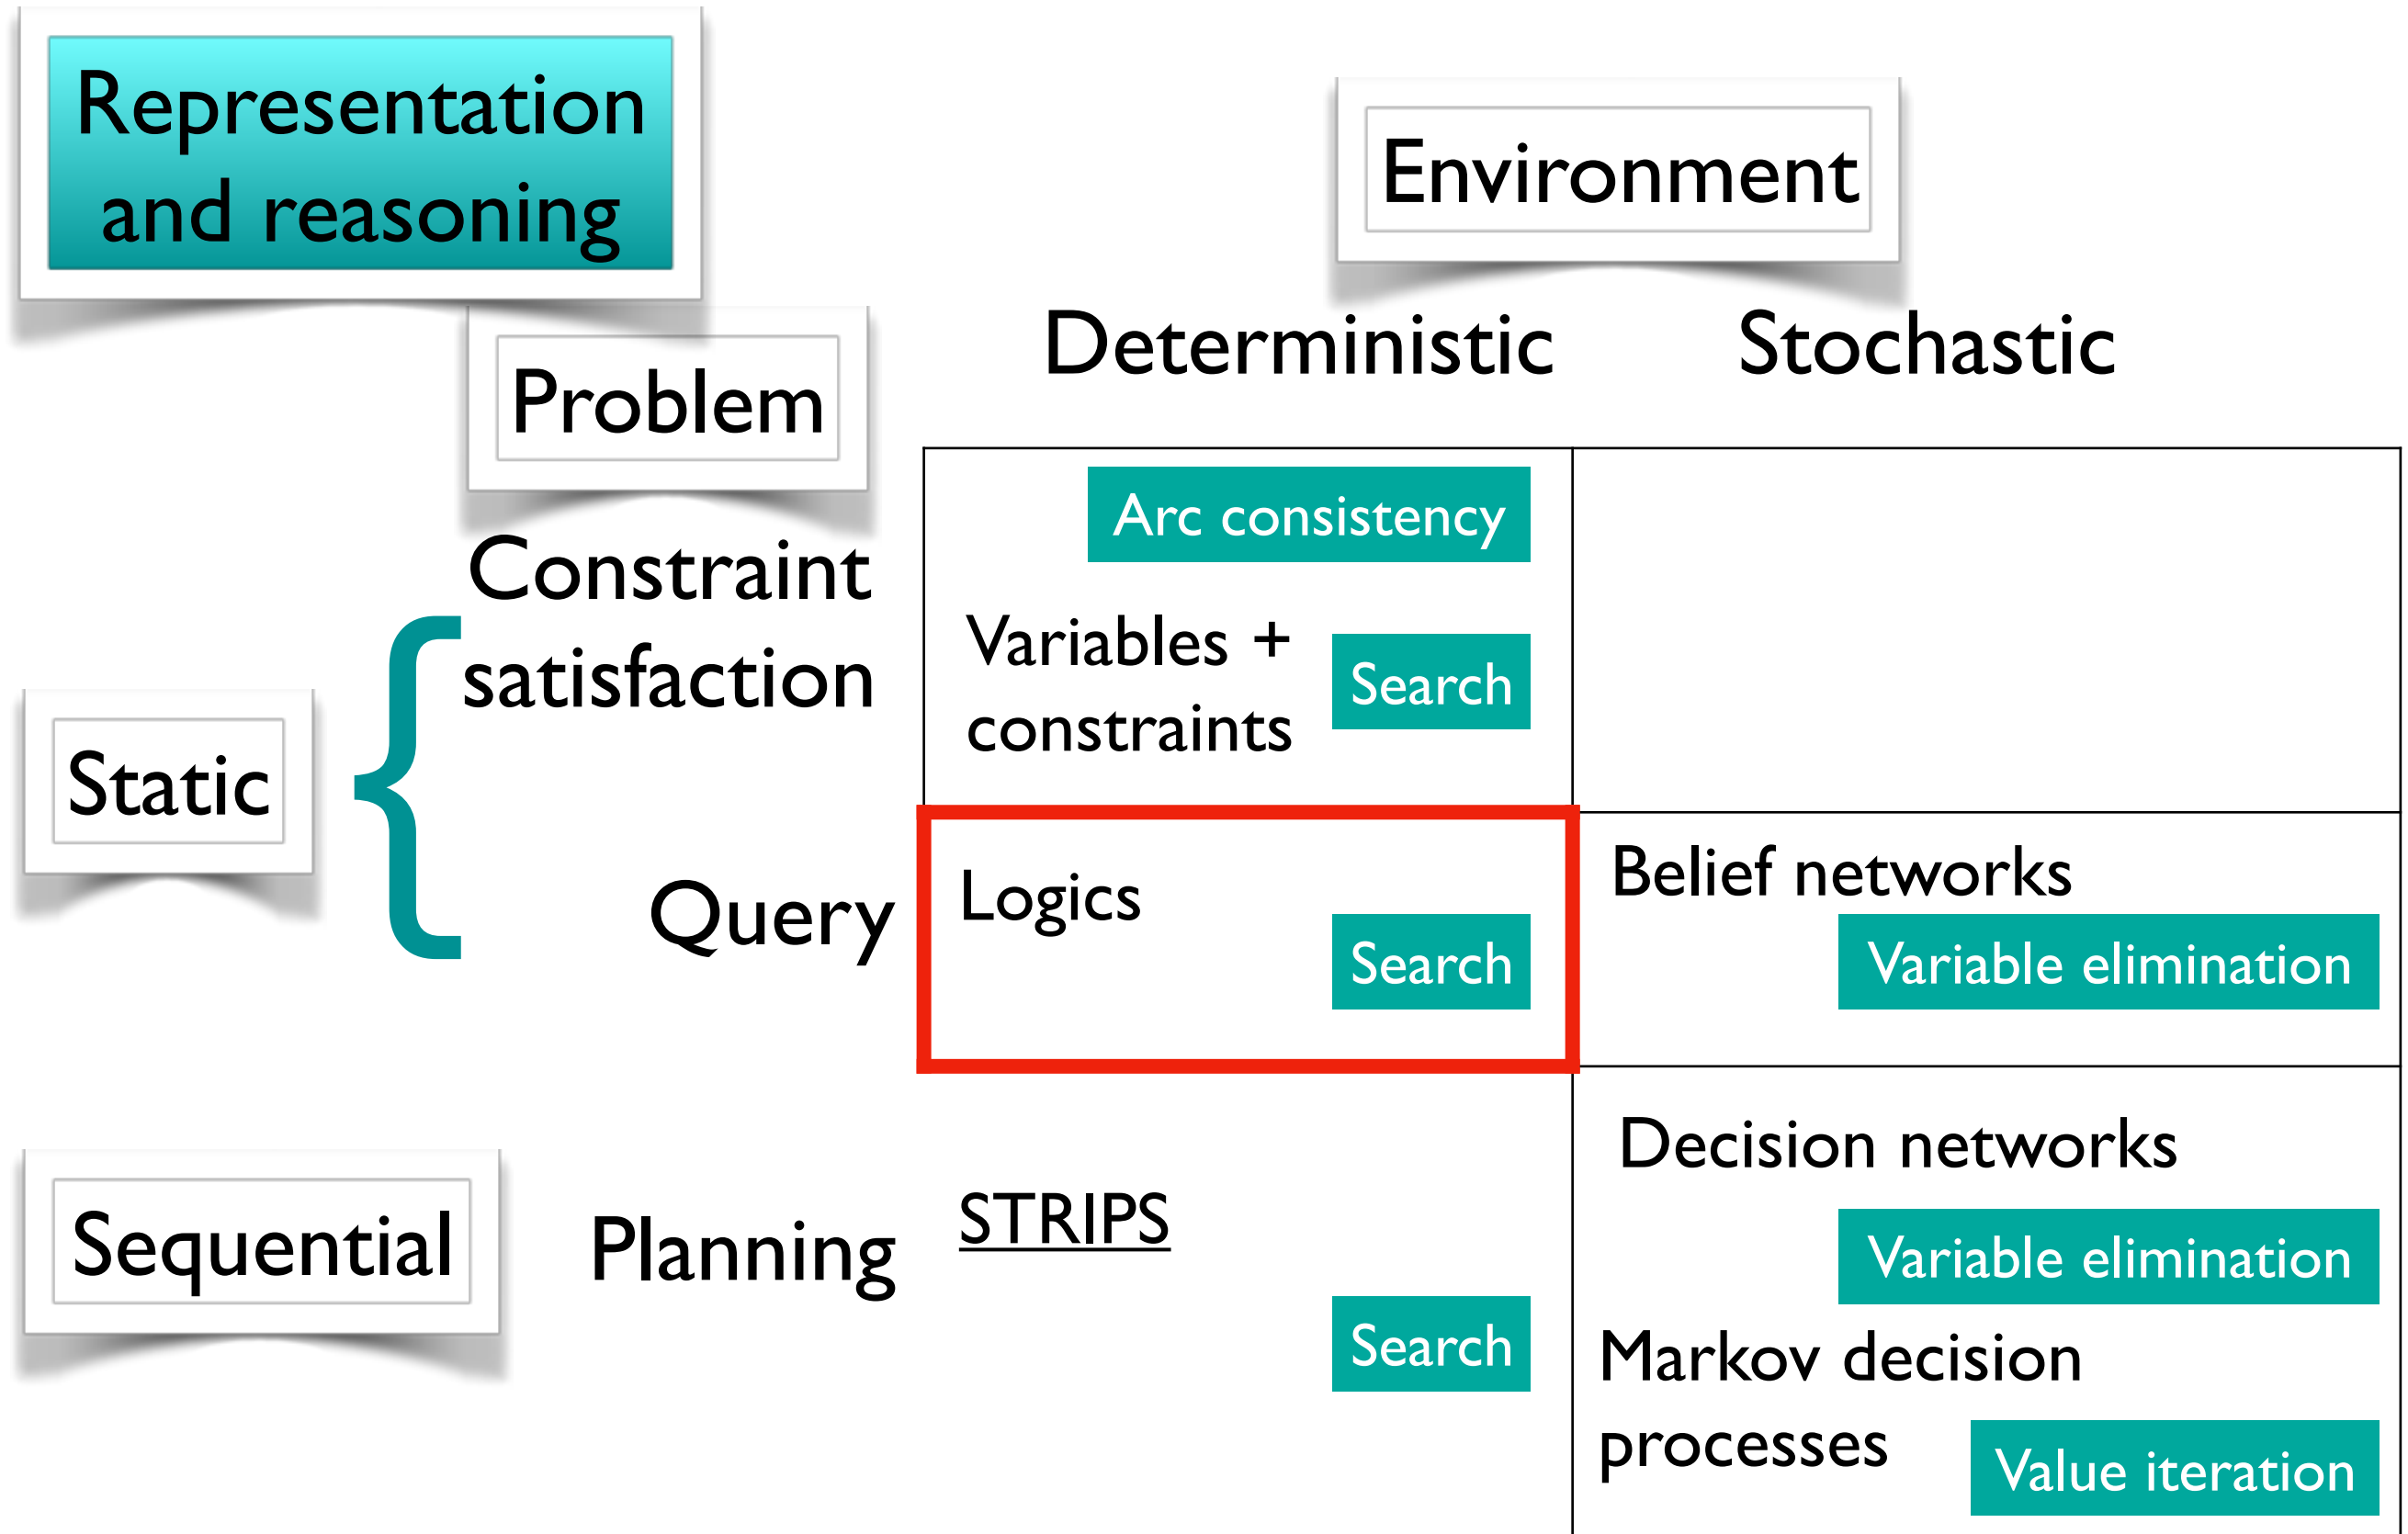 Representation
and reasoning
Environment
Problem
Deterministic
Stochastic
Constraint
satisfaction
Arc consistency
Variables +
constraints
Search
Static
Query
Logics
Search
Belief networks
Variable elimination
Sequential
Planning
STRIPS
Search
Decision networks
Variable elimination
Markov decision
processes
Value iteration